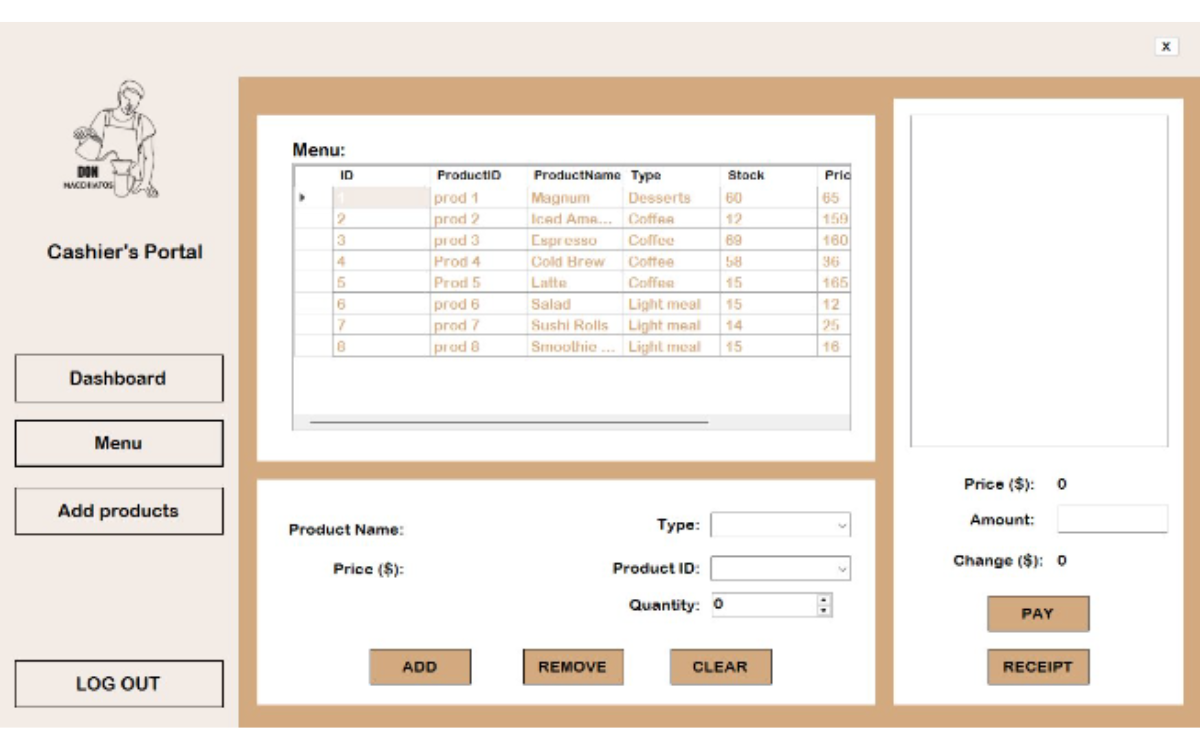 X
DON
MACCHIATOS
Cashier's Portal
Dashboard
Menu
Add products
LOG OUT
Menu:
ID ProductID ProductName Type Stock Pric
1 prod 1 Magnum Desserts 60 65
2 prod 2 Iced Ame... Coffee 12 159
3 prod 3 Espresso Coffee 69 160
4 Prod 4 Cold Brew Coffee 58 36
5 Prod 5 Latte Coffee 15 165
6 prod 6 Salad Light meal 15 12
7 prod 7 Sushi Rolls Light meal 14 25
8 prod 8 Smoothie ... Light meal 15 16
Product Name: Type:
Price ($): Product ID:
Quantity: 0
ADD REMOVE CLEAR
Price ($): 0
Amount:
Change ($): 0
PAY
RECEIPT